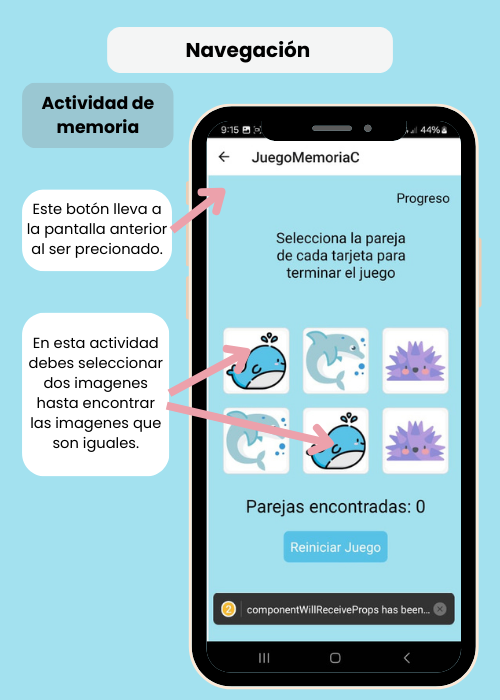 Navegación
Actividad de
memoria
Este botón lleva a
la pantalla anterior
al ser precionado.
En esta actividad
debes seleccionar
dos imagenes
hasta encontrar
las imagenes que
son iguales.
9:15
44%
JuegoMemoriaC
Progreso
Selecciona la pareja
de cada tarjeta para
terminar el juego
Parejas encontradas: 0
Reiniciar Juego
2 componentWillReceiveProps has been...